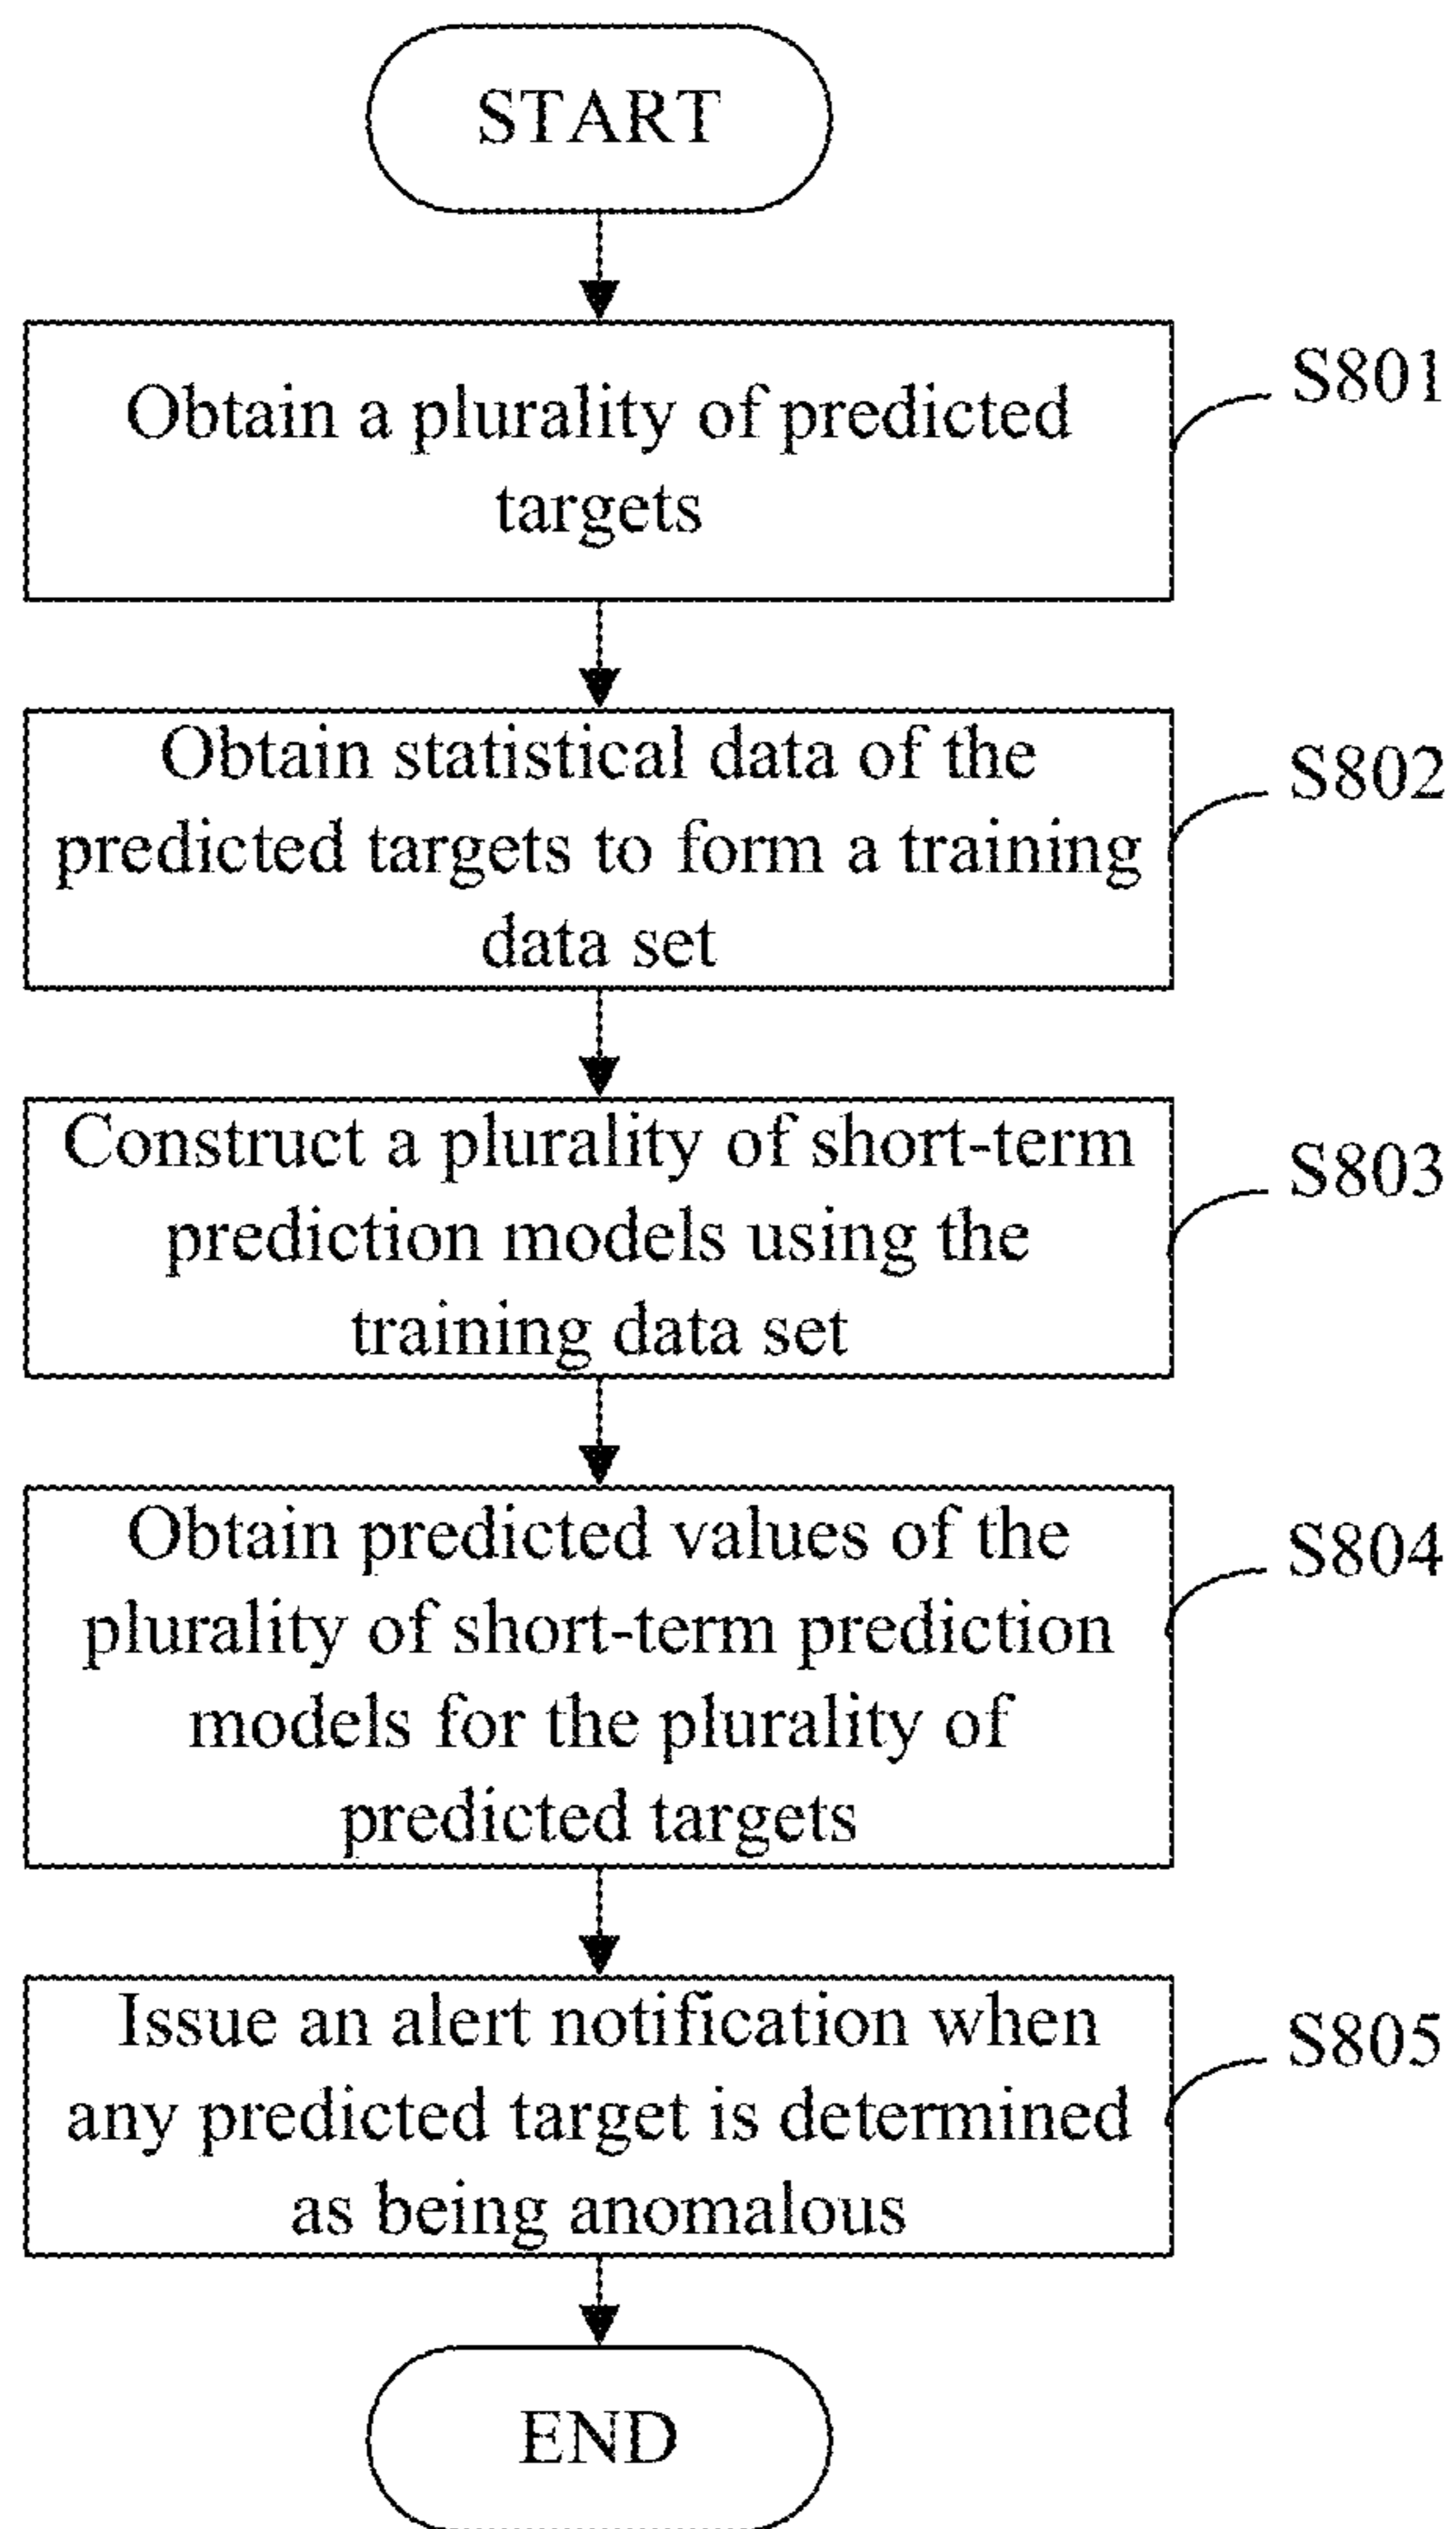 START
Obtain a plurality of predicted
targets
S801
Obtain statistical data of the
predicted targets to form a training
data set
S802
Construct a plurality of short-term
prediction models using the
training data set
S803
Obtain predicted values of the
plurality of short-term prediction
models for the plurality of
predicted targets
S804
Issue an alert notification when
any predicted target is determined
as being anomalous
S805
END